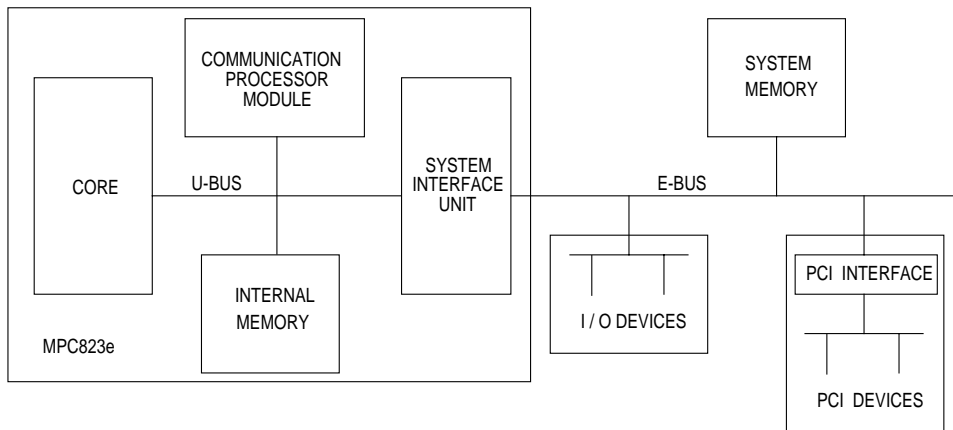 COMMUNICATION
PROCESSOR
MODULE
SYSTEM
MEMORY
CORE
U-BUS
SYSTEM
INTERFACE
UNIT
E-BUS
INTERNAL
MEMORY
I / O DEVICES
PCI INTERFACE
MPC823e
PCI DEVICES